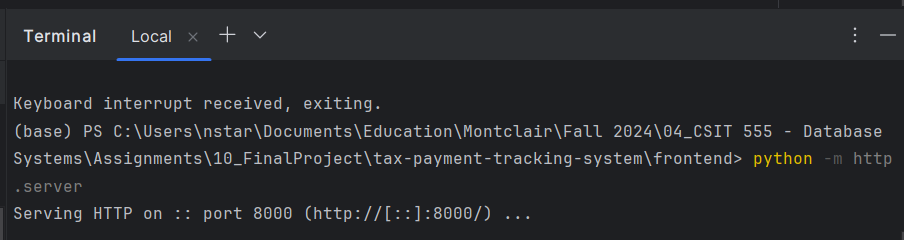 Terminal Local
Keyboard interrupt received, exiting.
(base) PS C:\Users\nstar\Documents\Education\Montclair\Fall 2024\04_CSIT 555 - Database
Systems\Assignments\10_FinalProject\tax-payment-tracking-system\frontend> python -m http
.server
Serving HTTP on :: port 8000 (http://[::]:8000/) ...